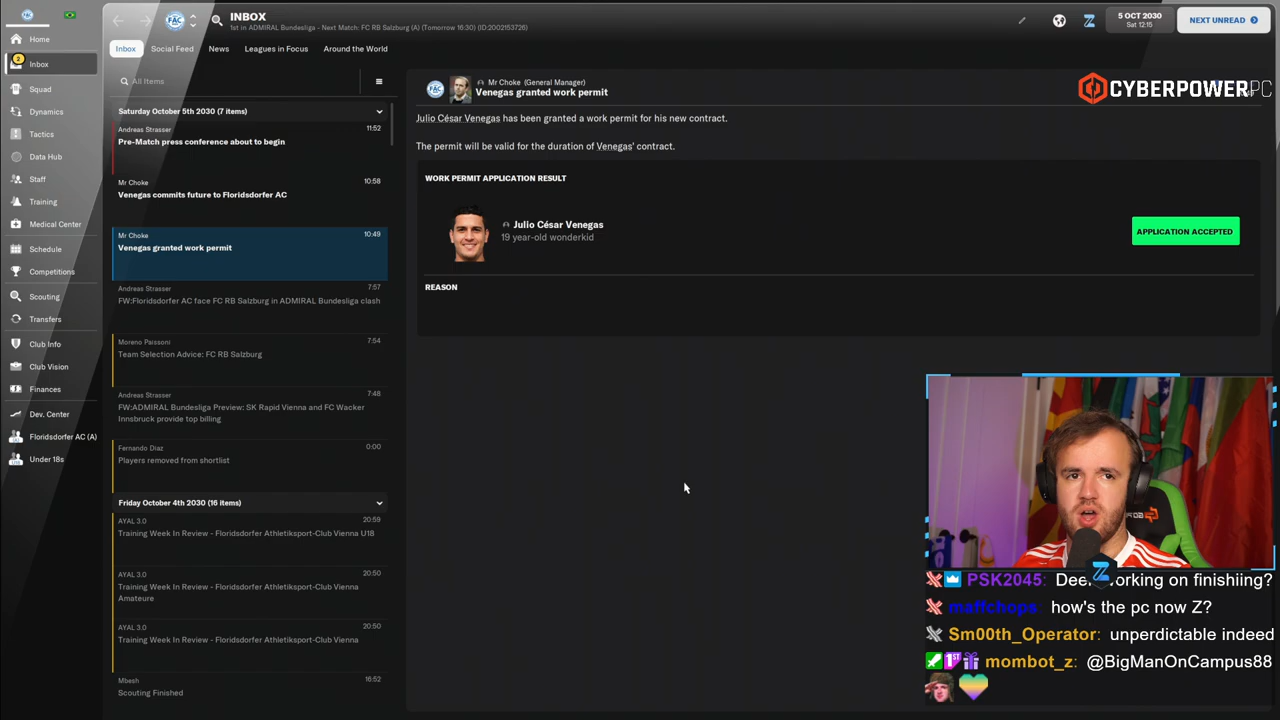 INBOX
1st in ADMIRAL Bundesliga - Next Match: FC RB Salzburg (A) (Tomorrow 16:30) (ID:2002153726)
5 OCT 2030
Sat 12:15
NEXT UNREAD
Home
2
Inbox
Squad
Dynamics
Tactics
Data Hub
Staff
Training
Medical Center
Schedule
Competitions
Scouting
Transfers
Club Info
Club Vision
Finances
Dev. Center
Floridsdorfer AC (A)
Under 18s
Inbox Social Feed News Leagues in Focus Around the World
All Items
Saturday October 5th 2030 (7 items)
Andreas Strasser 11:52
Pre-Match press conference about to begin
Mr Choke 10:58
Venegas commits future to Floridsdorfer AC
Mr Choke 10:49
Venegas granted work permit
Andreas Strasser 7:57
FW:Floridsdorfer AC face FC RB Salzburg in ADMIRAL Bundesliga clash
Moreno Paissoni 7:54
Team Selection Advice: FC RB Salzburg
Andreas Strasser 7:48
FW:ADMIRAL Bundesliga Preview: SK Rapid Vienna and FC Wacker
Innsbruck provide top billing
Fernando Diaz 0:00
Players removed from shortlist
Friday October 4th 2030 (16 items)
AYAL 3.0 20:59
Training Week In Review - Floridsdorfer Athletiksport-Club Vienna U18
AYAL 3.0 20:50
Training Week In Review - Floridsdorfer Athletiksport-Club Vienna
Amateure
AYAL 3.0 20:50
Training Week In Review - Floridsdorfer Athletiksport-Club Vienna
Mbesh 16:52
Scouting Finished
Mr Choke (General Manager)
Venegas granted work permit
CYBERPOWERPC
Julio César Venegas has been granted a work permit for his new contract.
The permit will be valid for the duration of Venegas' contract.
WORK PERMIT APPLICATION RESULT
Julio César Venegas
19 year-old wonderkid
APPLICATION ACCEPTED
REASON
PSK2045: working on finishiing?
maffchops: how's the pc now Z?
Sm00th_Operator: unperdictable indeed
mombot_z: @BigManOnCampus88